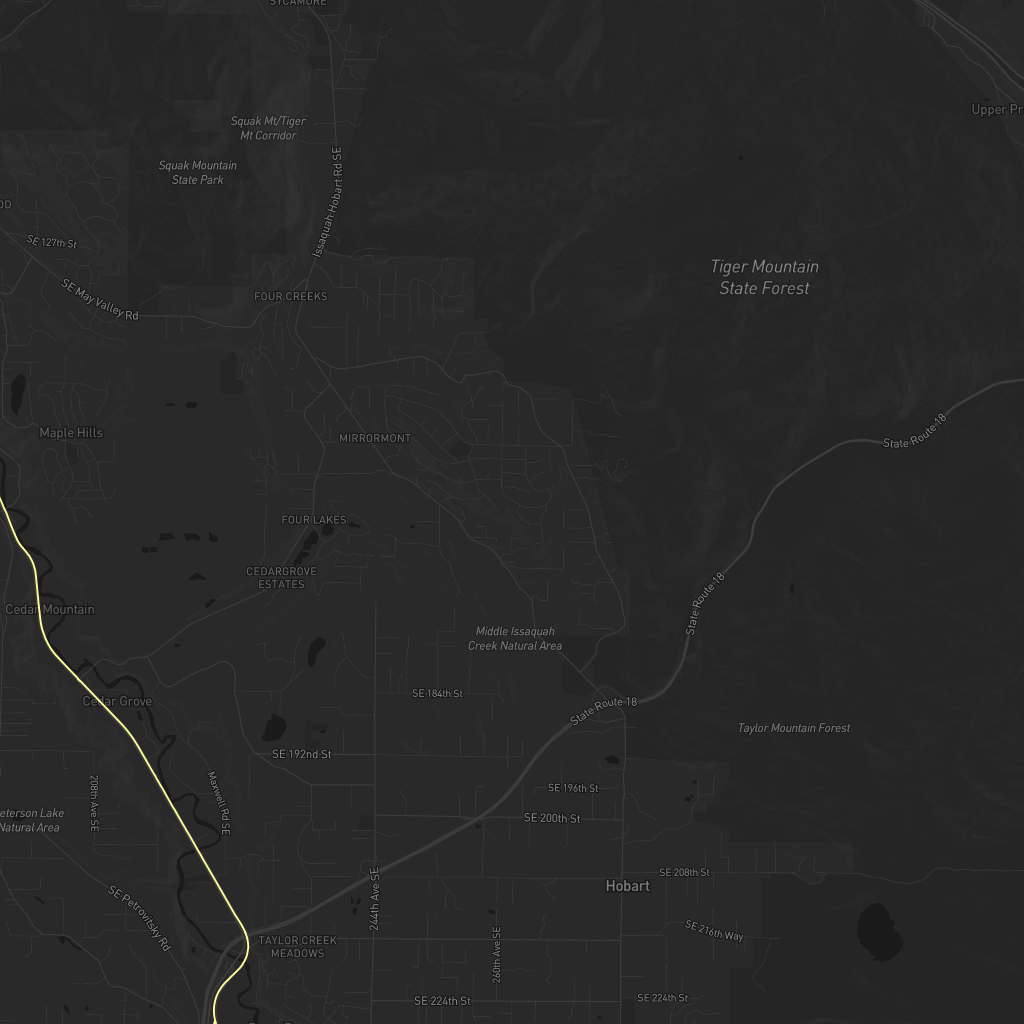 SYCAMORE
Upper Pr
Squak Mt/Tiger
Mt Corridor
Squak Mountain
State Park
Issaquah Hobart Rd SE
OD
SE 127th St
SE May Valley Rd
FOUR CREEKS
Tiger Mountain
State Forest
State Route 18
Maple Hills
MIRRORMONT
FOUR LAKES
CEDARGROVE
ESTATES
State Route 18
Cedar Mountain
Middle Issaquah
Creek Natural Area
SE 184th St
Cedar Grove
State Route 18
Taylor Mountain Forest
SE 192nd St
SE 196th St
208th Ave SE
Maxwell Rd SE
eterson Lake
Natural Area
SE 200th St
SE 208th St
244th Ave SE
Hobart
SE Petrovitsky Rd
SE 216th Way
TAYLOR CREEK
MEADOWS
260th Ave SE
SE 224th St
SE 224th St